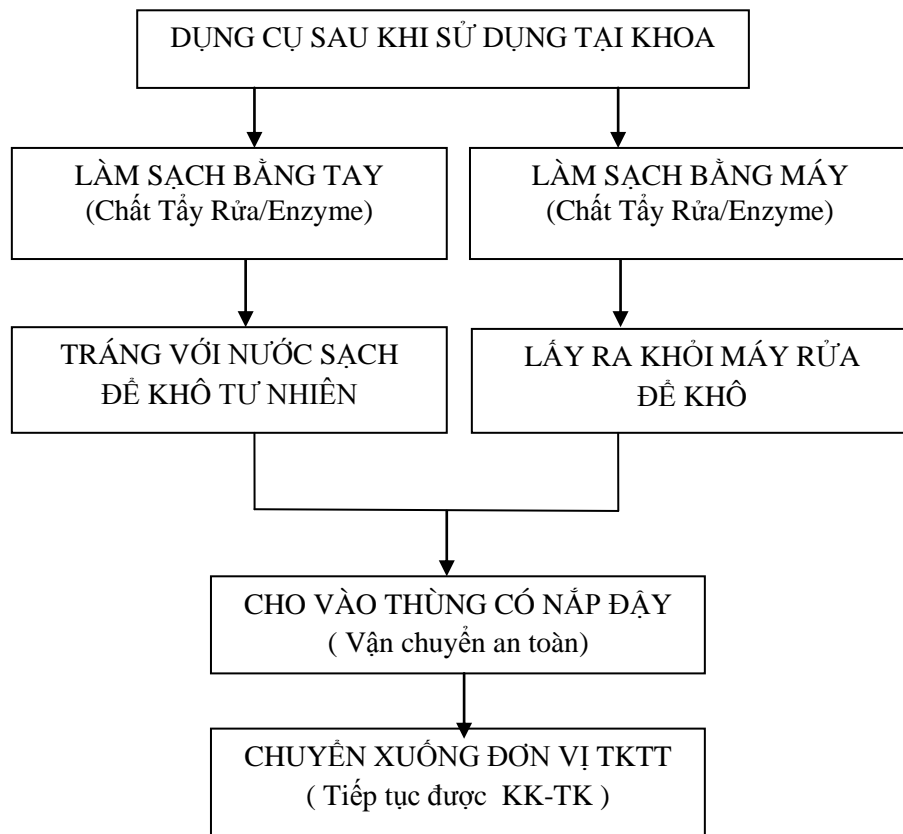 DỤNG CỤ SAU KHI SỬ DỤNG TẠI KHOA
LÀM SẠCH BẰNG TAY
(Chất Tẩy Rửa/Enzyme)
LÀM SẠCH BẰNG MÁY
(Chất Tẩy Rửa/Enzyme)
TRÁNG VỚI NƯỚC SẠCH
ĐỂ KHÔ TƯ NHIÊN
LẤY RA KHỎI MÁY RỬA
ĐỂ KHÔ
CHO VÀO THÙNG CÓ NẮP ĐẬY
( Vận chuyển an toàn)
CHUYỂN XUỐNG ĐƠN VỊ TKTT
( Tiếp tục được KK-TK )